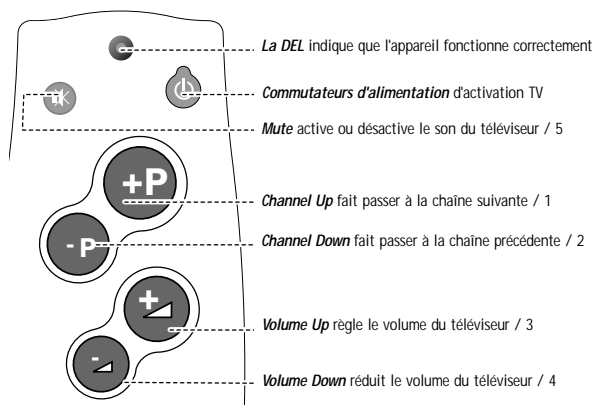 La DEL indique que l'appareil fonctionne correctement
Commutateurs d'alimentation d'activation TV
Mute active ou désactive le son du téléviseur / 5
+P
Channel Up fait passer à la chaîne suivante / 1
- P
Channel Down fait passer à la chaîne précédente / 2
+
Volume Up règle le volume du téléviseur / 3
-
Volume Down réduit le volume du téléviseur / 4